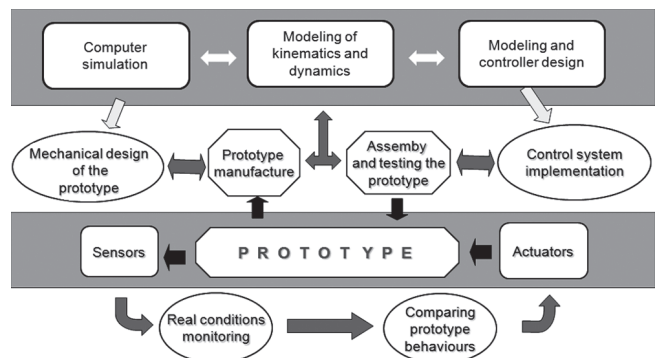 Computer
simulation
Modeling of
kinematics and
dynamics
Modeling and
controller design
Mechanical design
of the
prototype
Prototype
manufacture
Assemby
and testing the
prototype
Control system
implementation
Sensors
PROTOTYPE
Actuators
Real conditions
monitoring
Comparing
prototype
behaviours